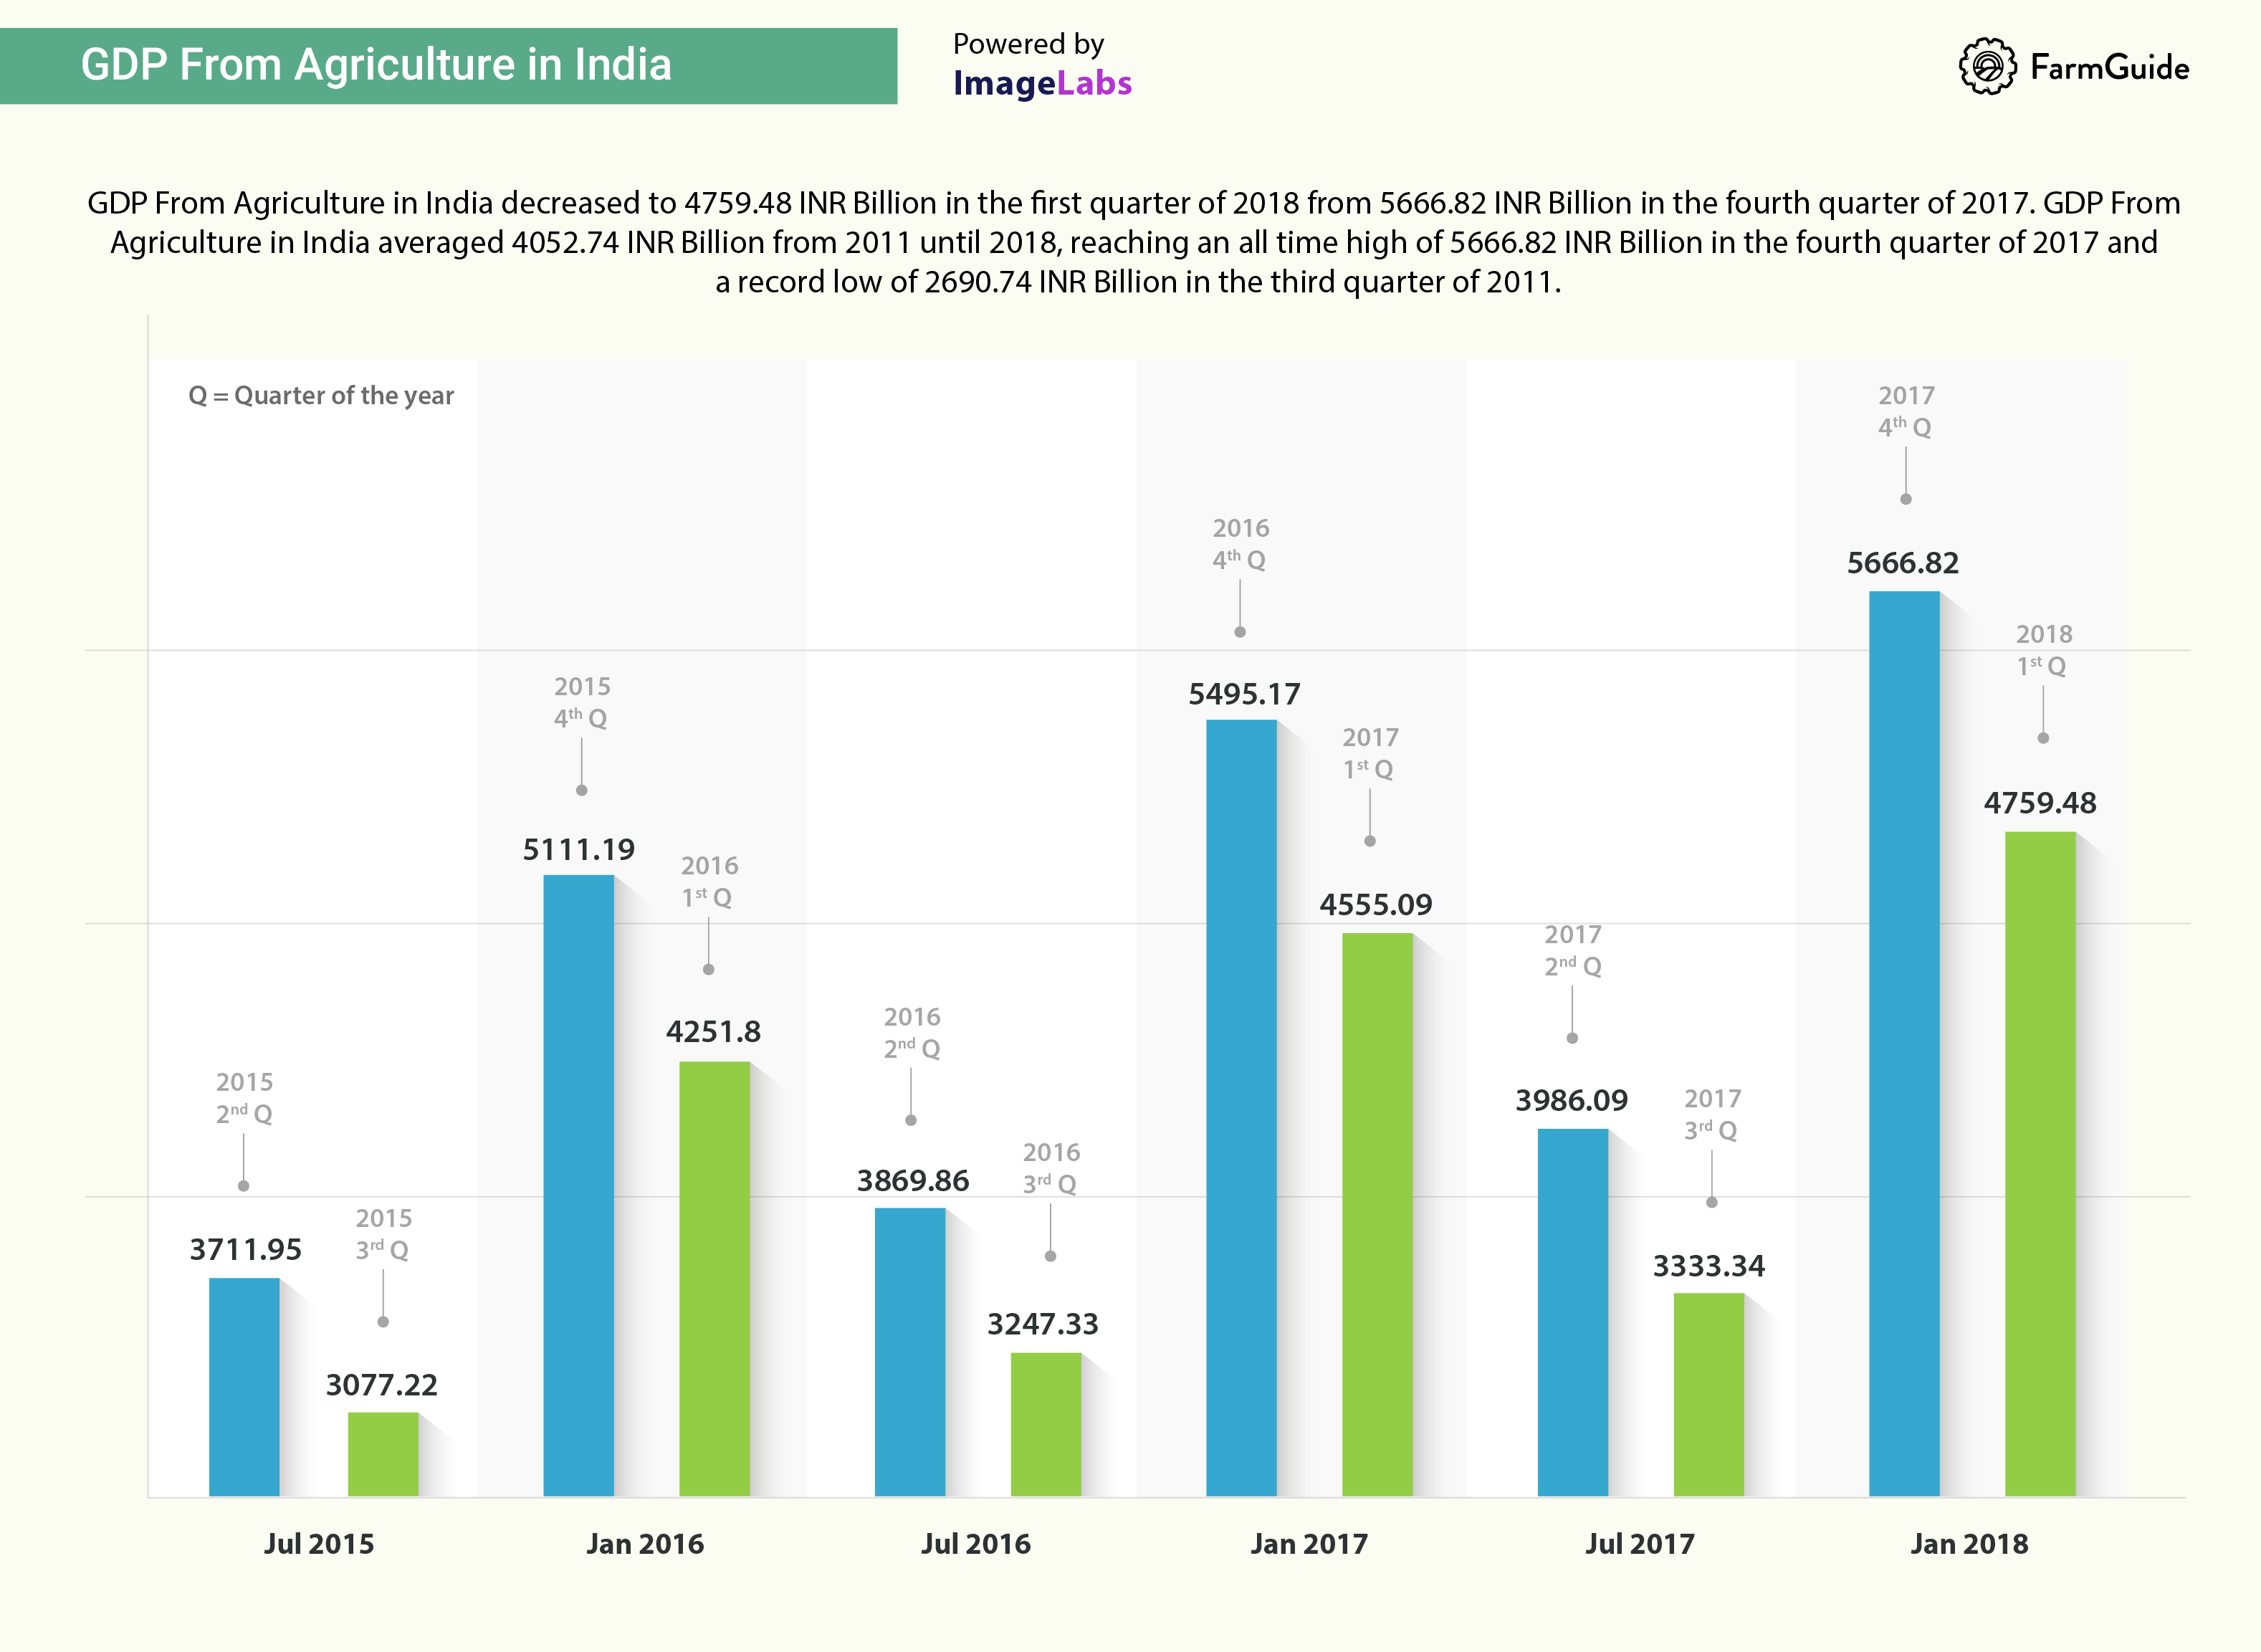 GDP From Agriculture in India
Powered by
ImageLabs
FarmGuide
GDP From Agriculture in India decreased to 4759.48 INR Billion in the first quarter of 2018 from 5666.82 INR Billion in the fourth quarter of 2017. GDP From
Agriculture in India averaged 4052.74 INR Billion from 2011 until 2018, reaching an all time high of 5666.82 INR Billion in the fourth quarter of 2017 and
a record low of 2690.74 INR Billion in the third quarter of 2011.
Q = Quarter of the year
2015
2nd Q
3711.95
2015
3rd Q
3077.22
2015
4th Q
5111.19
2016
1st Q
4251.8
2016
2nd Q
3869.86
2016
3rd Q
3247.33
2016
4th Q
5495.17
2017
1st Q
4555.09
2017
2nd Q
3986.09
2017
3rd Q
3333.34
2017
4th Q
5666.82
2018
1st Q
4759.48
Jul 2015
Jan 2016
Jul 2016
Jan 2017
Jul 2017
Jan 2018